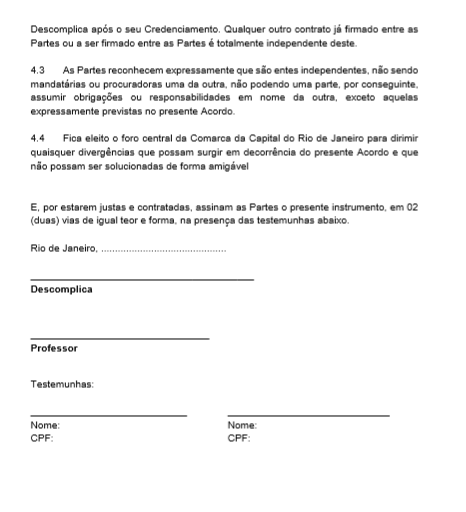 Descomplica após o seu Credenciamento. Qualquer outro contrato já firmado entre as
Partes ou a ser firmado entre as Partes é totalmente independente deste.
4.3 As Partes reconhecem expressamente que são entes independentes, não sendo
mandatárias ou procuradoras uma da outra, não podendo uma parte, por conseguinte,
assumir obrigações ou responsabilidades em nome da outra, exceto aquelas
expressamente previstas no presente Acordo.
4.4 Fica eleito o foro central da Comarca da Capital do Rio de Janeiro para dirimir
quaisquer divergências que possam surgir em decorrência do presente Acordo e que
não possam ser solucionadas de forma amigável
E, por estarem justas e contratadas, assinam as Partes o presente instrumento, em 02
(duas) vias de igual teor e forma, na presença das testemunhas abaixo.
Rio de Janeiro, ..............................................
Descomplica
Professor
Testemunhas:
Nome: Nome:
CPF: CPF: